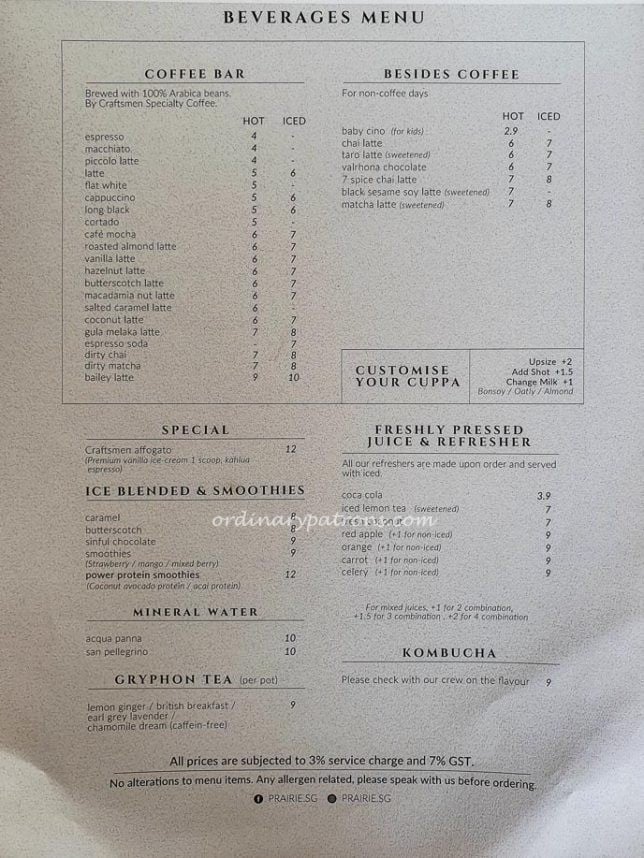 BEVERAGES MENU
COFFEE BAR
Brewed with 100% Arabica beans.
By Craftsmen Specialty Coffee.
HOT ICED
espresso 4 -
macchiato 4 -
piccolo latte 4 -
latte 5 6
flat white 5 -
cappuccino 5 6
long black 5 6
cortado 5 -
café mocha 6 7
roasted almond latte 6 7
vanilla latte 6 7
hazelnut latte 6 7
butterscotch latte 6 7
macadamia nut latte 6 7
salted caramel latte 6 -
coconut latte 6 7
gula melaka latte 7 8
espresso soda - 7
dirty chai 7 8
dirty matcha 7 8
bailey latte 9 10
BESIDES COFFEE
For non-coffee days
HOT ICED
baby cino (for kids) 2.9 -
chai latte 6 7
taro latte (sweetened) 6 7
valrhona chocolate 6 7
7 spice chai latte 7 8
black sesame soy latte (sweetened) 7 -
matcha latte (sweetened) 7 8
CUSTOMISE
YOUR CUPPA
Upsize +2
Add Shot +1.5
Change Milk +1
Bonsoy / Oatly / Almond
SPECIAL
Craftsmen affogato 12
(Premium vanilla ice-cream 1 scoop, kahlua
espresso)
ICE BLENDED & SMOOTHIES
caramel 8
butterscotch 8
sinful chocolate 9
smoothies 9
(Strawberry / mango / mixed berry)
power protein smoothies 12
(Coconut avocado protein / acai protein)
MINERAL WATER
acqua panna 10
san pellegrino 10
GRYPHON TEA (per pot)
lemon ginger / british breakfast / 9
earl grey lavender /
chamomile dream (caffein-free)
FRESHLY PRESSED
JUICE & REFRESHER
All our refreshers are made upon order and served
with iced.
coca cola 3.9
iced lemon tea (sweetened) 7
coconut 7
red apple (+1 for non-iced) 9
orange (+1 for non-iced) 9
carrot (+1 for non-iced) 9
celery (+1 for non-iced) 9
For mixed juices, +1 for 2 combination,
+1.5 for 3 combination , +2 for 4 combination
KOMBUCHA
Please check with our crew on the flavour 9
All prices are subjected to 3% service charge and 7% GST.
No alterations to menu items. Any allergen related, please speak with us before ordering.
PRAIRIE.SG PRAIRIE.SG
ordinarypatrons.com